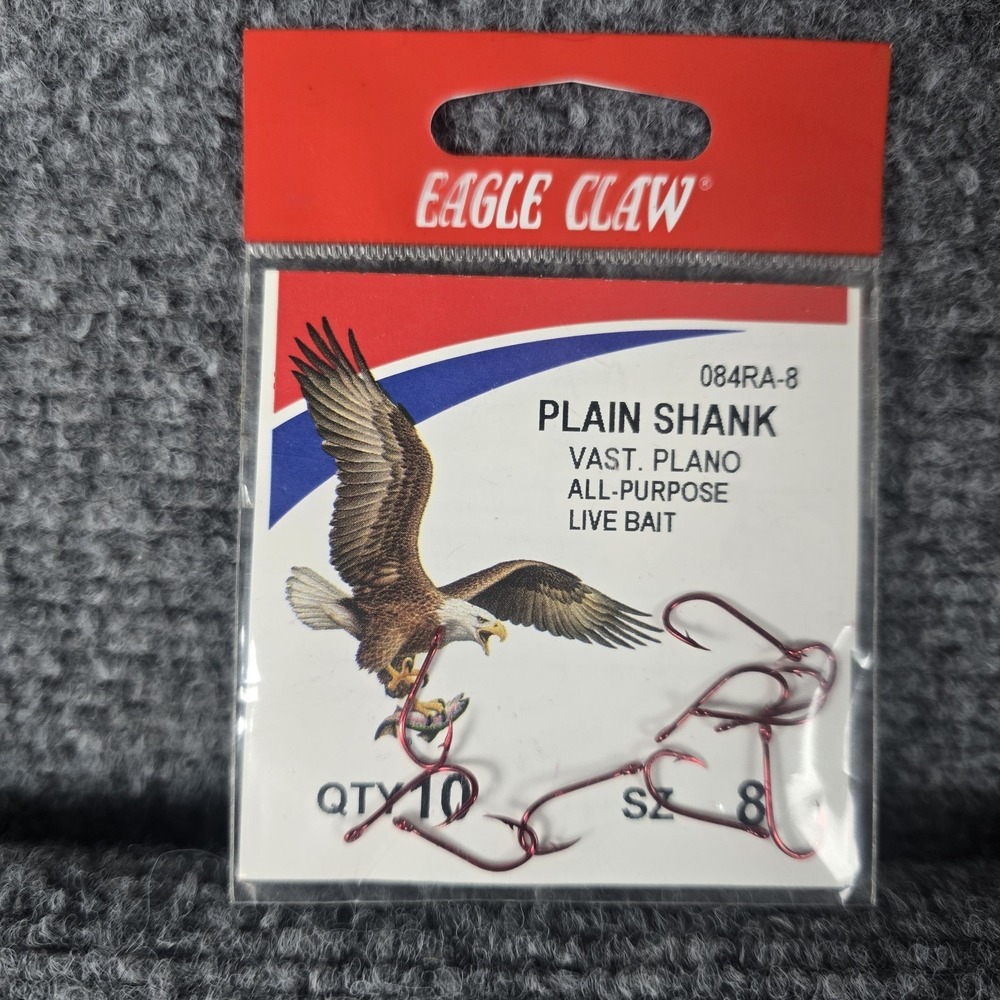 EAGLE CLAW®
084RA-8
PLAIN SHANK
VAST. PLANO
ALL-PURPOSE
LIVE BAIT
QTY 10 SZ 8